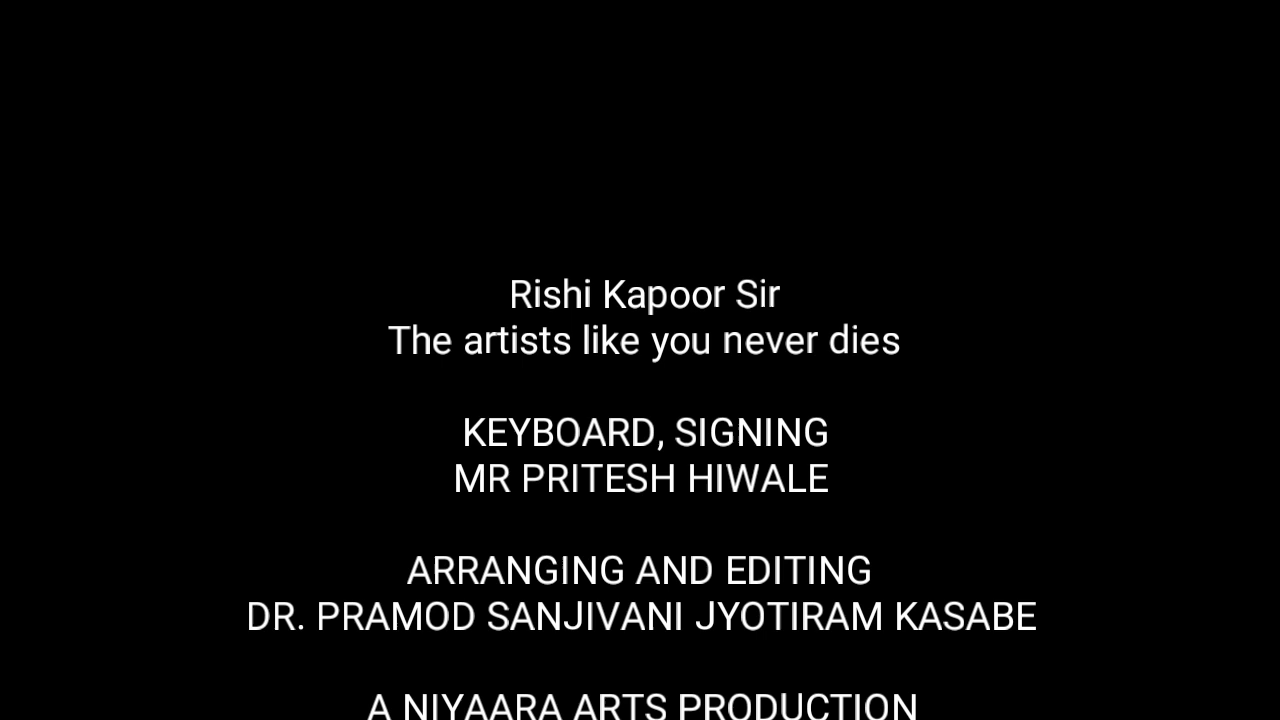 Rishi Kapoor Sir
The artists like you never dies
KEYBOARD, SIGNING
MR PRITESH HIWALE
ARRANGING AND EDITING
DR. PRAMOD SANJIVANI JYOTIRAM KASABE
A NIYAARA ARTS PRODUCTION